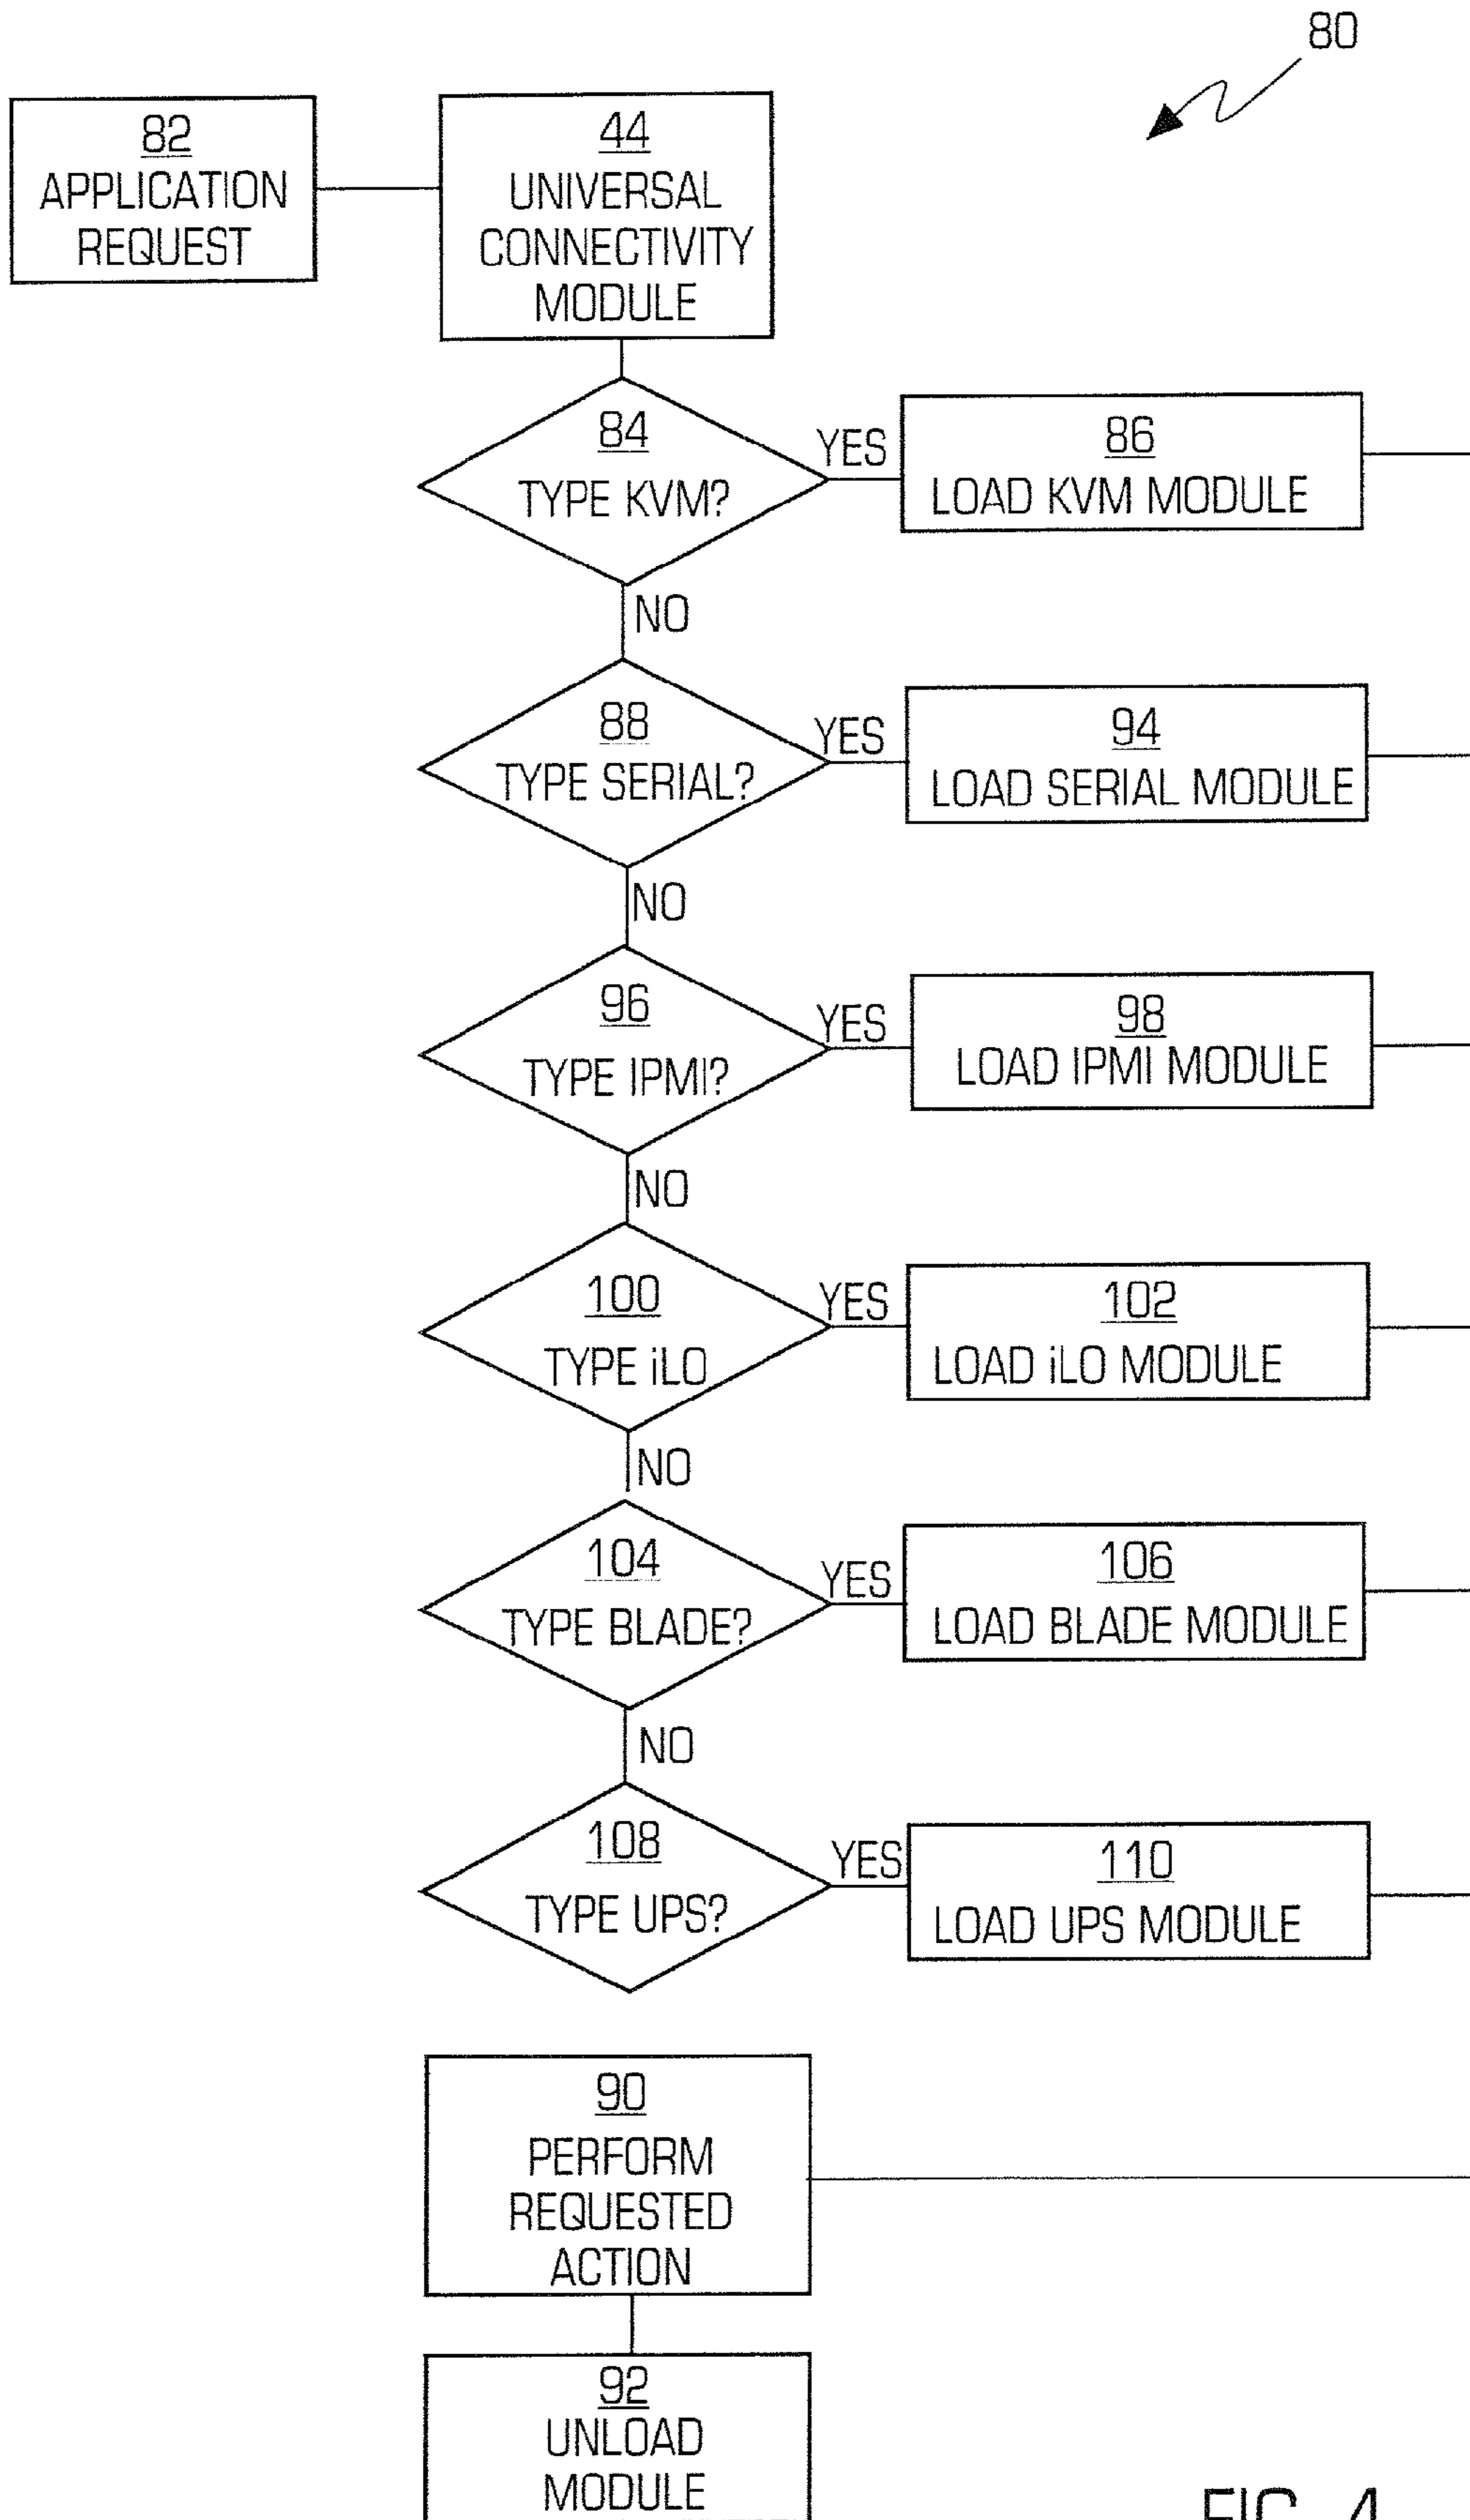 80
82
APPLICATION
REQUEST
44
UNIVERSAL
CONNECTIVITY
MODULE
84
TYPE KVM?
YES
86
LOAD KVM MODULE
NO
88
TYPE SERIAL?
YES
94
LOAD SERIAL MODULE
NO
96
TYPE IPMI?
YES
98
LOAD IPMI MODULE
NO
100
TYPE iLO
YES
102
LOAD iLO MODULE
NO
104
TYPE BLADE?
YES
106
LOAD BLADE MODULE
NO
108
TYPE UPS?
YES
110
LOAD UPS MODULE
90
PERFORM
REQUESTED
ACTION
92
UNLOAD
MODULE
FIG. 4